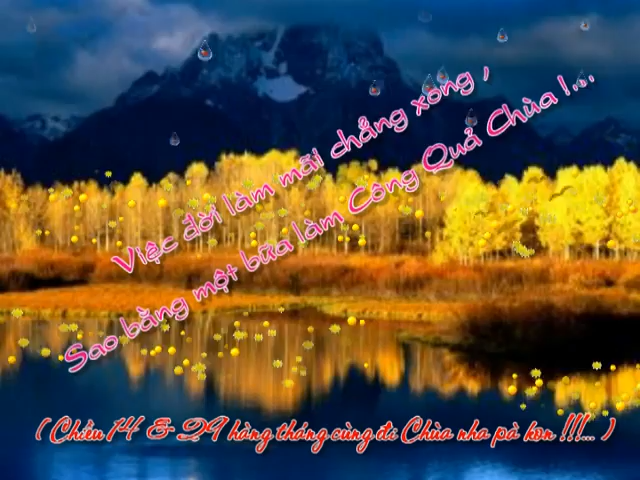 Việc đời làm mãi chẳng xong ,
Sao bằng một bữa làm Công Quả Chùa !...
( Chiều 14 & 29 hàng tháng cùng đi Chùa nha pà kon !!!... )